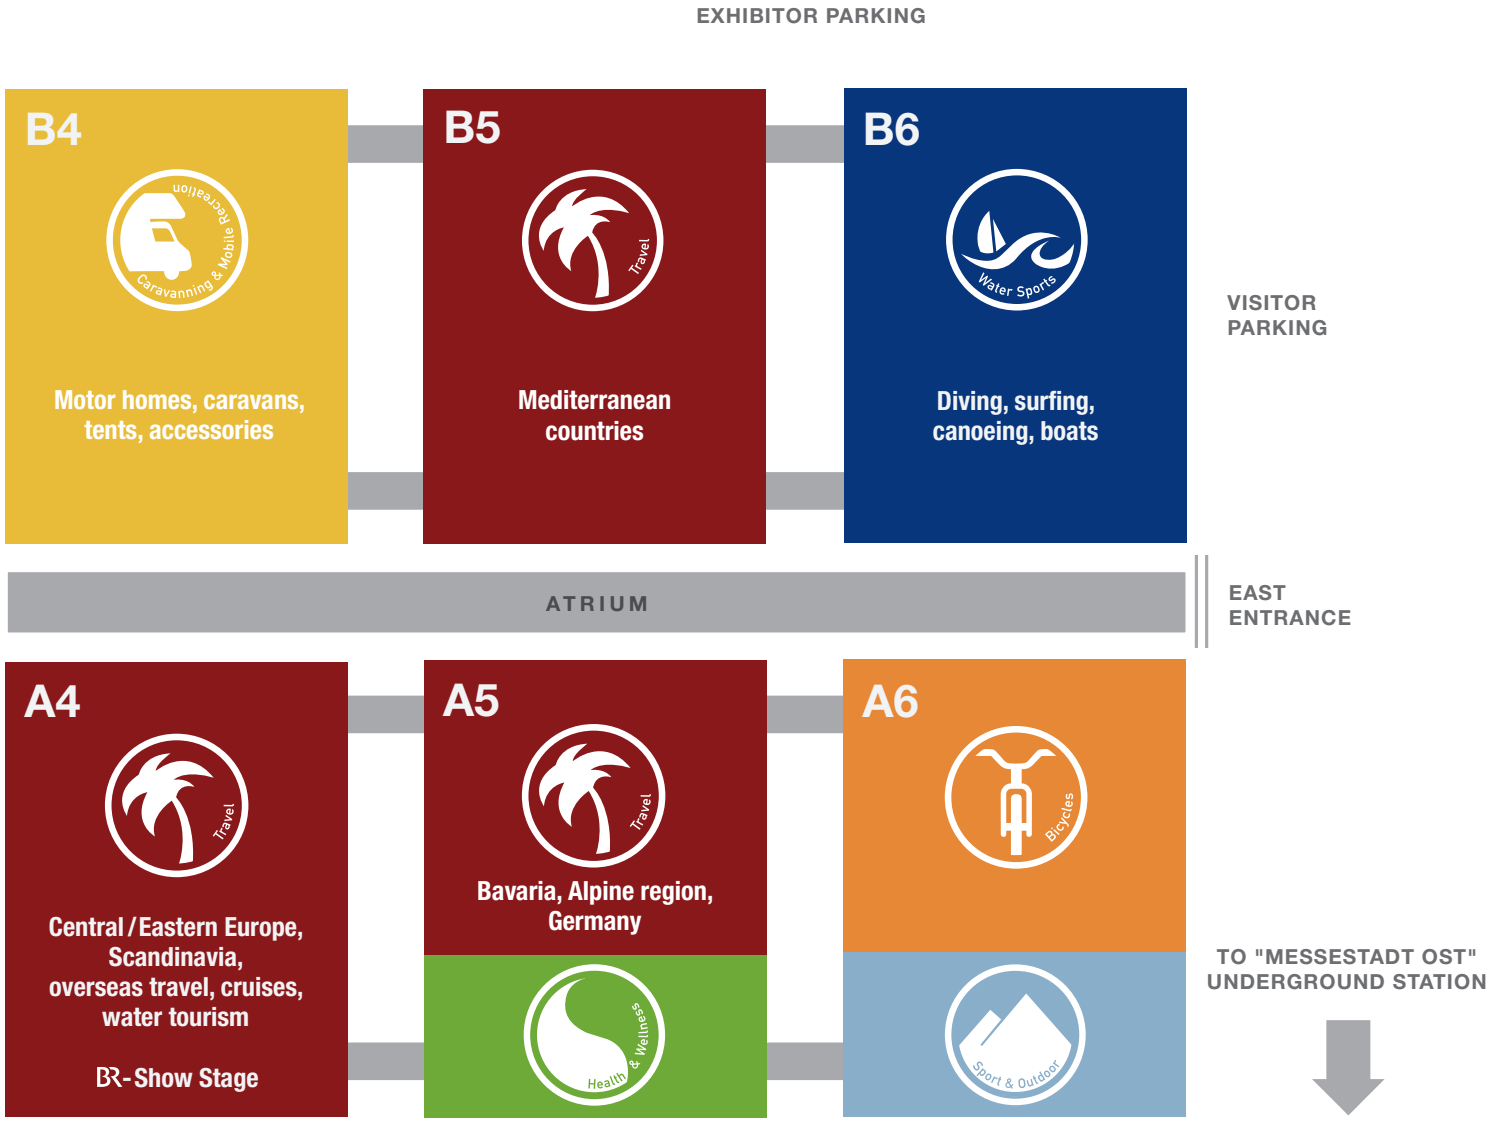 EXHIBITOR PARKING
B4
Caravanning & Mobile Recreation
Motor homes, caravans,
tents, accessories
B5
Travel
Mediterranean
countries
B6
Water Sports
Diving, surfing,
canoeing, boats
VISITOR
PARKING
ATRIUM
EAST
ENTRANCE
A4
Travel
Central/Eastern Europe,
Scandinavia,
overseas travel, cruises,
water tourism
BR-Show Stage
A5
Travel
Bavaria, Alpine region,
Germany
Health & Wellness
A6
Bicycles
Sport & Outdoor
TO "MESSESTADT OST"
UNDERGROUND STATION